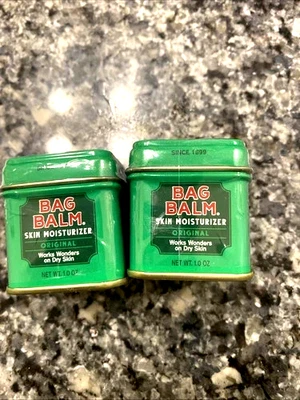 BAG
BALM®
SKIN MOISTURIZER
ORIGINAL
Works Wonders
on Dry Skin
NET WT. 1.0 OZ
SINCE 1899
BAG
BALM®
SKIN MOISTURIZER
ORIGINAL
Works Wonders
on Dry Skin
NET WT. 1.0 OZ